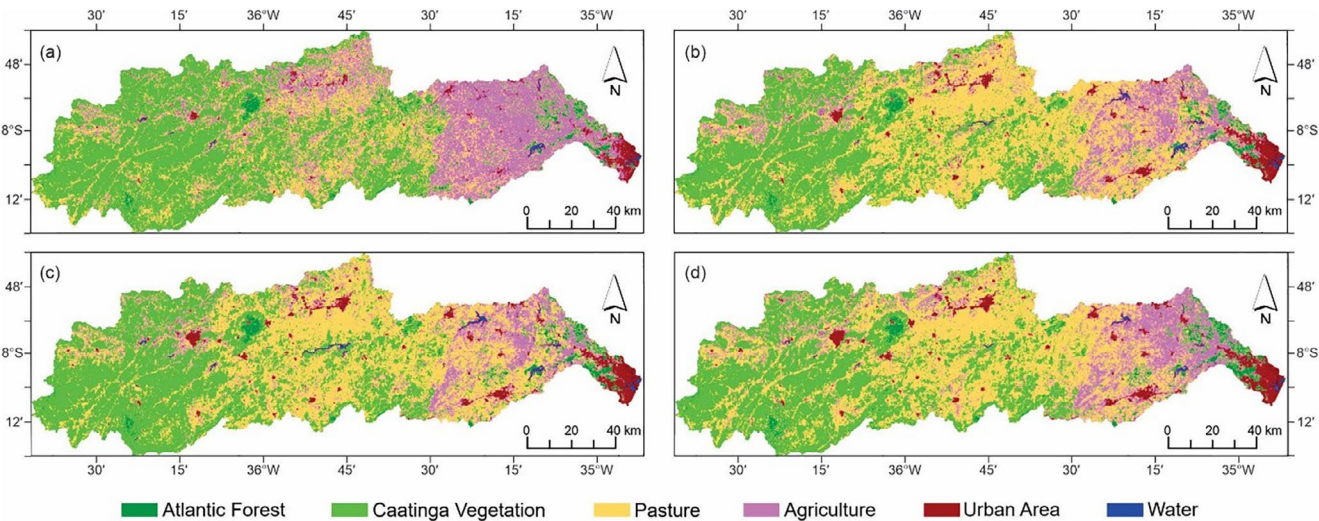 30' 15' 36°W 45' 30' 15' 35°W 30' 15' 36°W 45' 30' 15' 35°W
(a) (b)
48' N N 48'
8°S 8°S
12' 0 20 40 km 0 20 40 km 12'
(c) (d)
48' N N 48'
8°S 8°S
12' 0 20 40 km 0 20 40 km 12'
30' 15' 36°W 45' 30' 15' 35°W 30' 15' 36°W 45' 30' 15' 35°W
Atlantic Forest Caatinga Vegetation Pasture Agriculture Urban Area Water